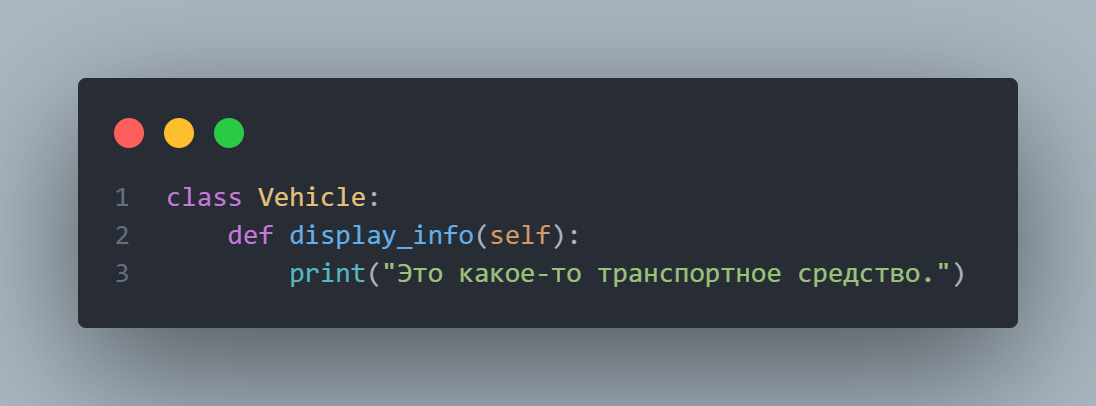 1 class Vehicle:
2     def display_info(self):
3         print("Это какое-то транспортное средство.")